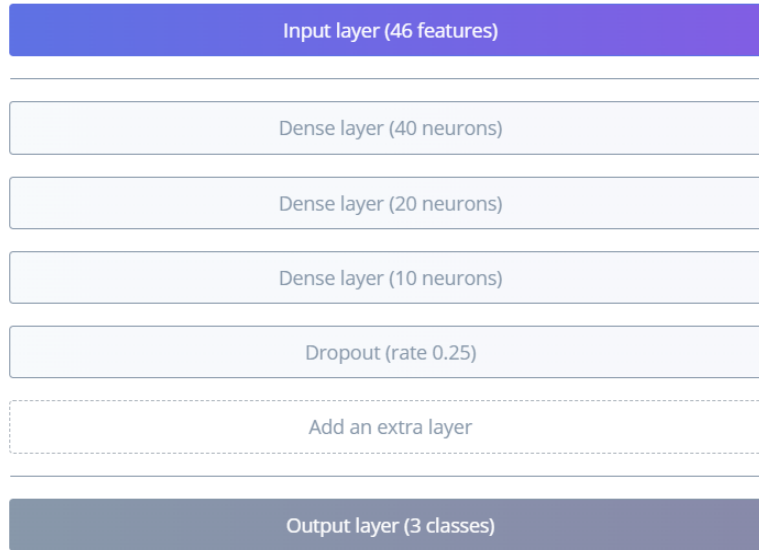 Input layer (46 features)
Dense layer (40 neurons)
Dense layer (20 neurons)
Dense layer (10 neurons)
Dropout (rate 0.25)
Add an extra layer
Output layer (3 classes)